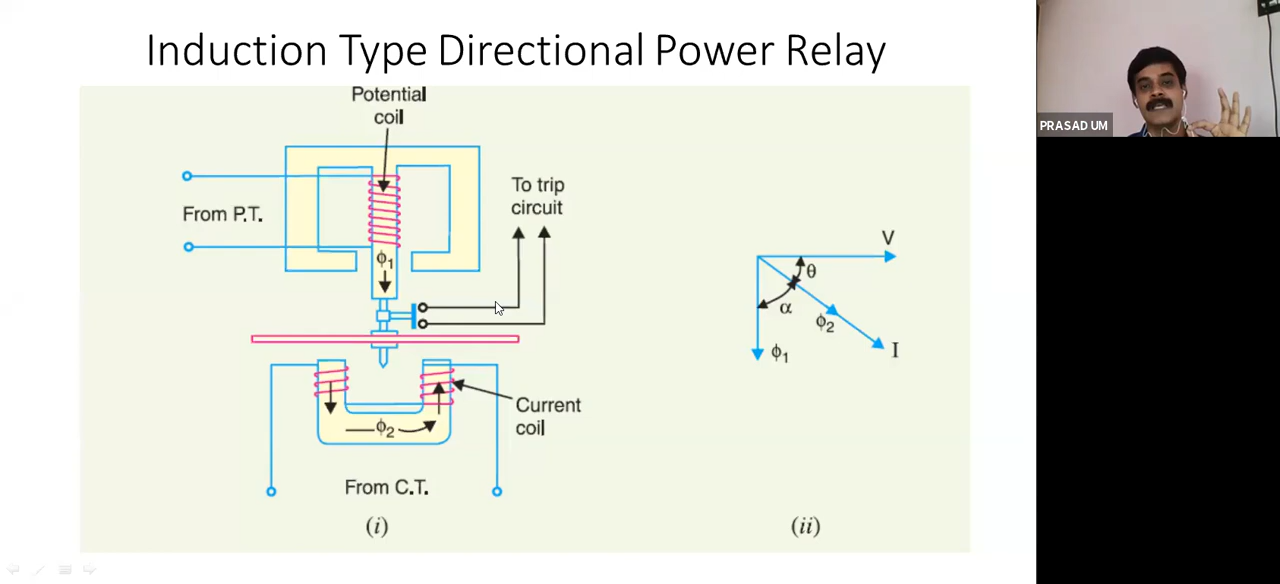 Induction Type Directional Power Relay
PRASAD UM
Potential
coil
From P.T.
To trip
circuit
ϕ1
V
θ
α
ϕ2
I
ϕ1
Current
coil
ϕ2
From C.T.
(i)
(ii)